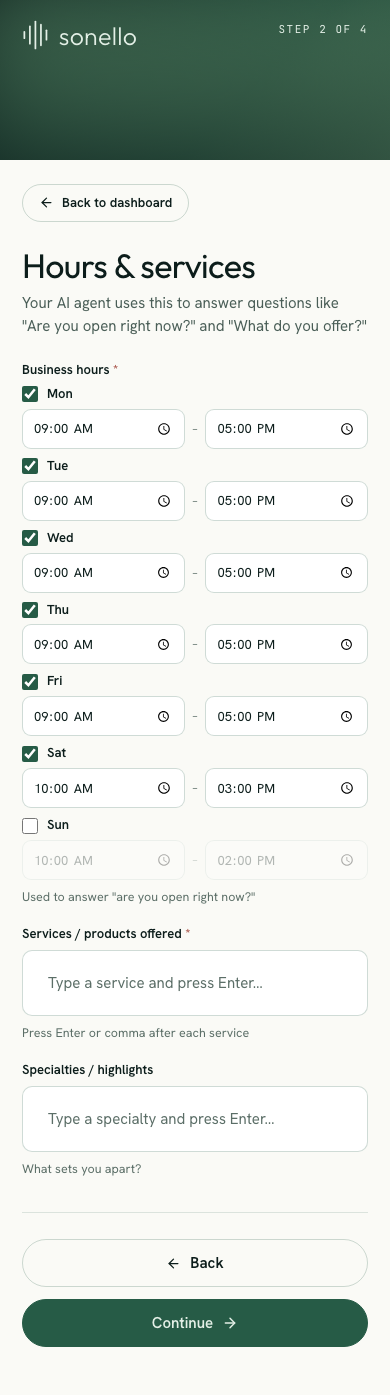 sonello
STEP 2 OF 4
← Back to dashboard
Hours & services
Your AI agent uses this to answer questions like
"Are you open right now?" and "What do you offer?"
Business hours *
Mon
09:00 AM - 05:00 PM
Tue
09:00 AM - 05:00 PM
Wed
09:00 AM - 05:00 PM
Thu
09:00 AM - 05:00 PM
Fri
09:00 AM - 05:00 PM
Sat
10:00 AM - 03:00 PM
Sun
10:00 AM - 02:00 PM
Used to answer "are you open right now?"
Services / products offered *
Type a service and press Enter...
Press Enter or comma after each service
Specialties / highlights
Type a specialty and press Enter...
What sets you apart?
← Back
Continue →